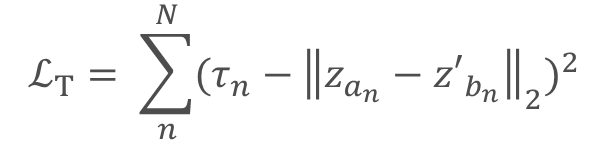 ℒ_T = ∑_n^N (τ_n − ‖z_{a_n} − z′_{b_n}‖_2)^2